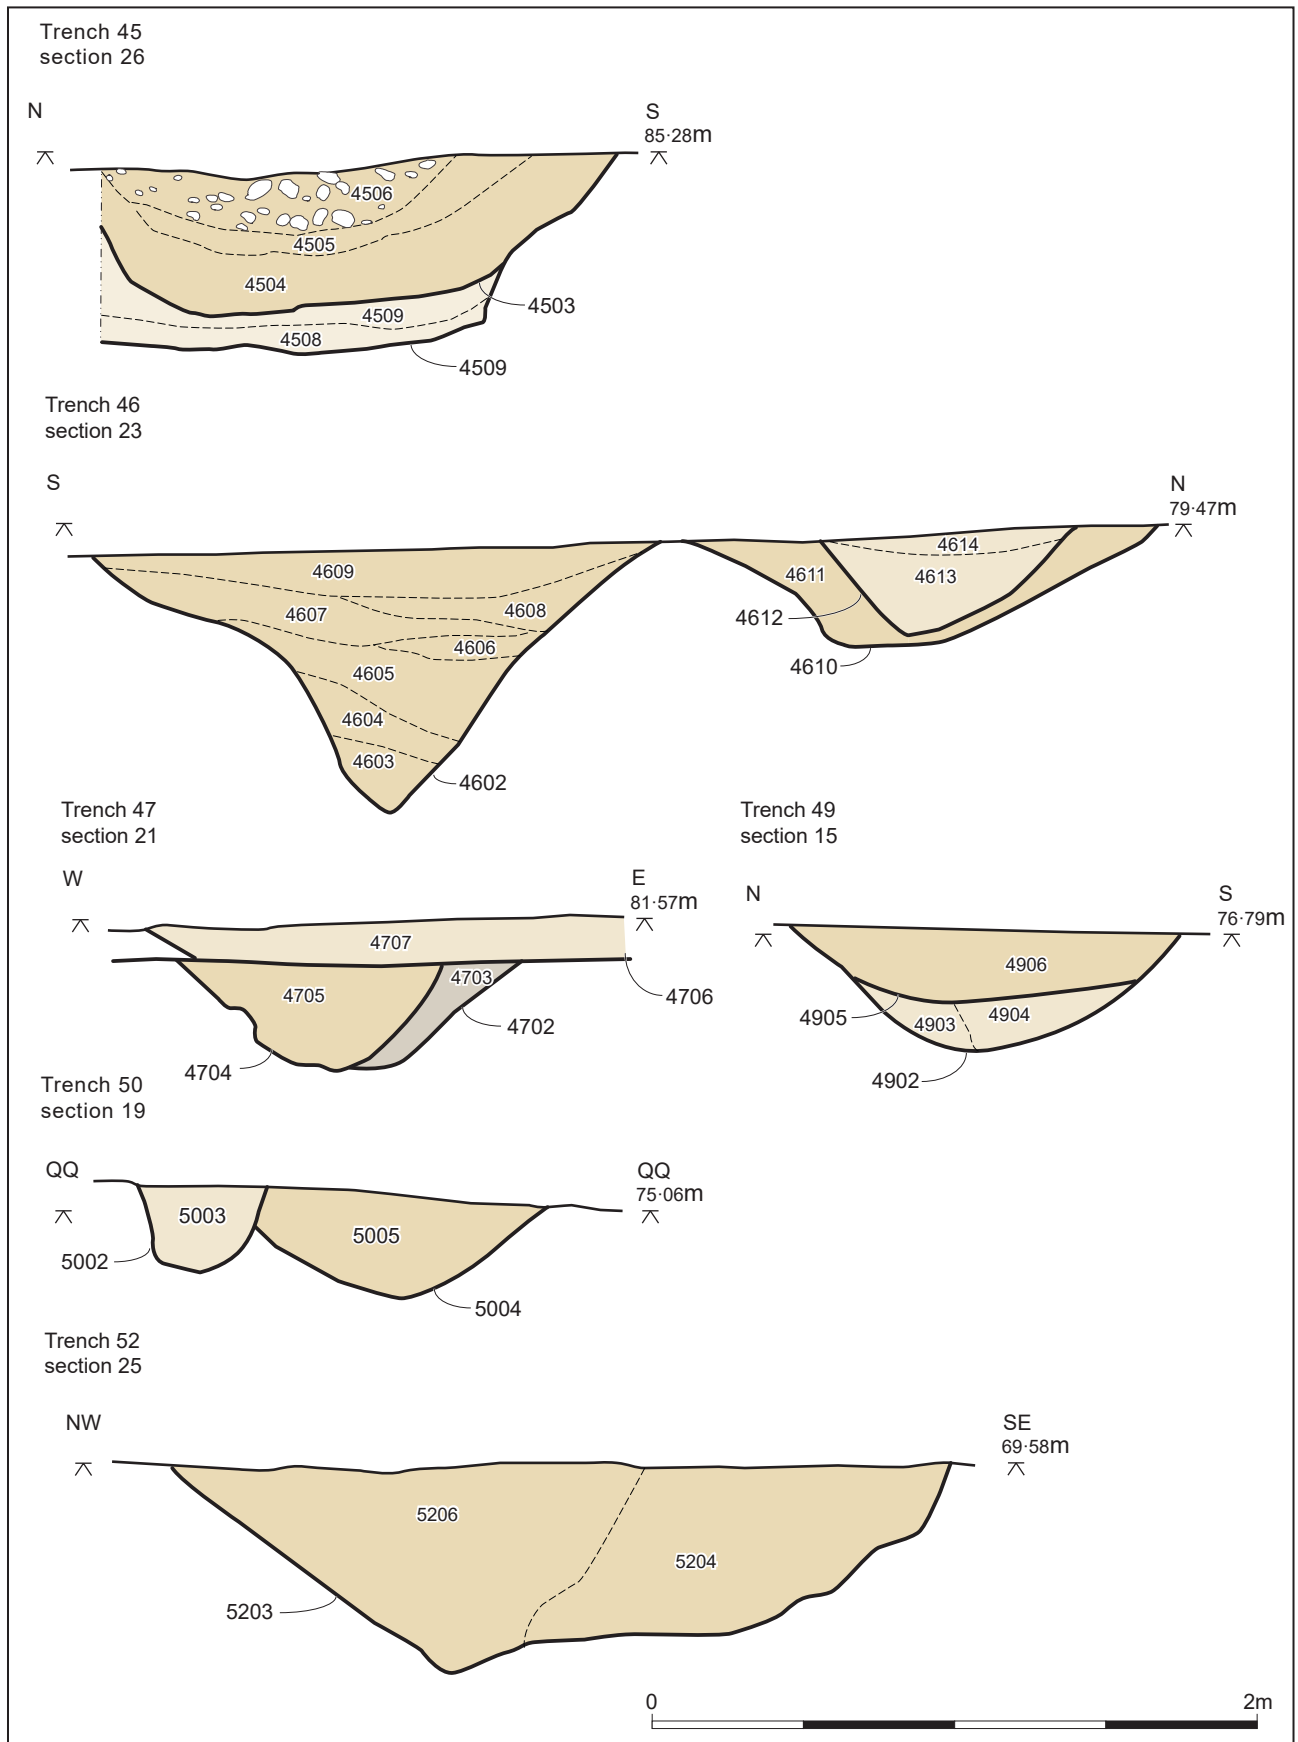 Trench 45
section 26
N
S
85·28m
4506
4505
4504
4503
4509
4508
4509
Trench 46
section 23
S
N
79·47m
4614
4609
4611
4613
4607
4608
4612
4606
4610
4605
4604
4603
4602
Trench 47
section 21
W
E
81·57m
4707
4703
4705
4706
4702
4704
Trench 49
section 15
N
S
76·79m
4906
4905
4903
4904
4902
Trench 50
section 19
QQ
QQ
75·06m
5003
5005
5002
5004
Trench 52
section 25
NW
SE
69·58m
5206
5204
5203
0 2m